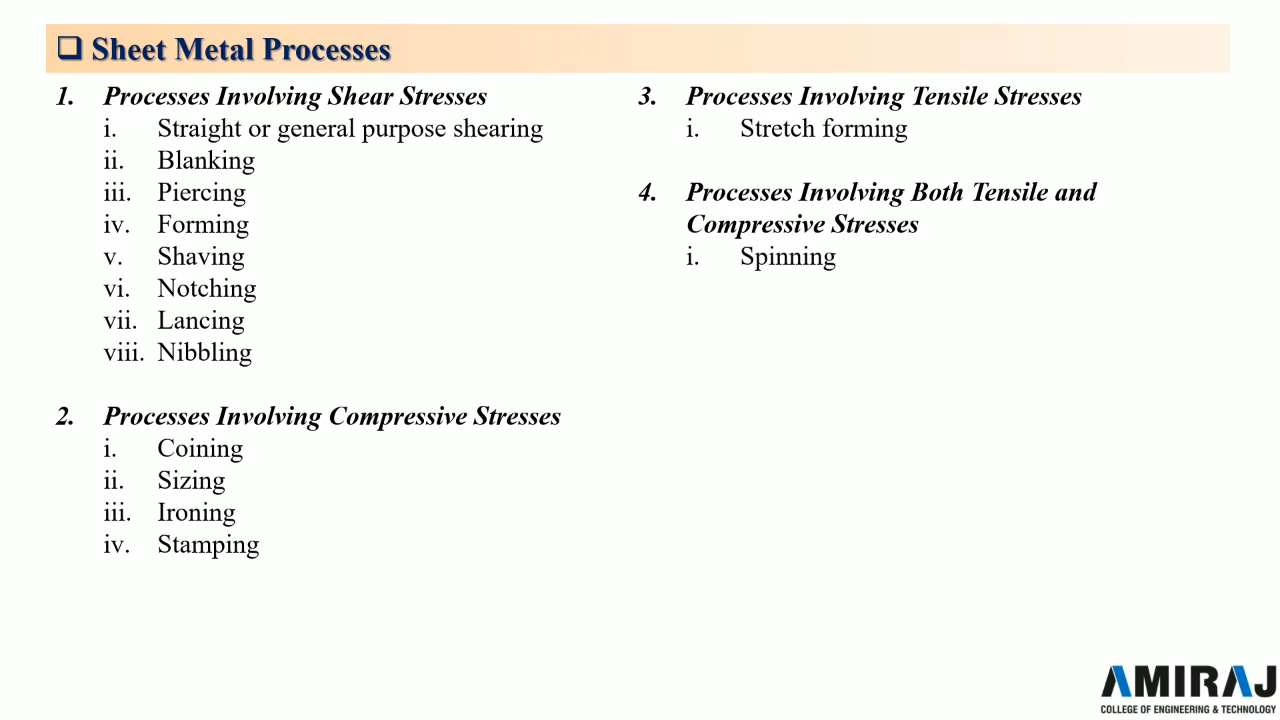 ❑ Sheet Metal Processes
1. Processes Involving Shear Stresses
i. Straight or general purpose shearing
ii. Blanking
iii. Piercing
iv. Forming
v. Shaving
vi. Notching
vii. Lancing
viii. Nibbling
2. Processes Involving Compressive Stresses
i. Coining
ii. Sizing
iii. Ironing
iv. Stamping
3. Processes Involving Tensile Stresses
i. Stretch forming
4. Processes Involving Both Tensile and
Compressive Stresses
i. Spinning
AMIRAJ
COLLEGE OF ENGINEERING & TECHNOLOGY